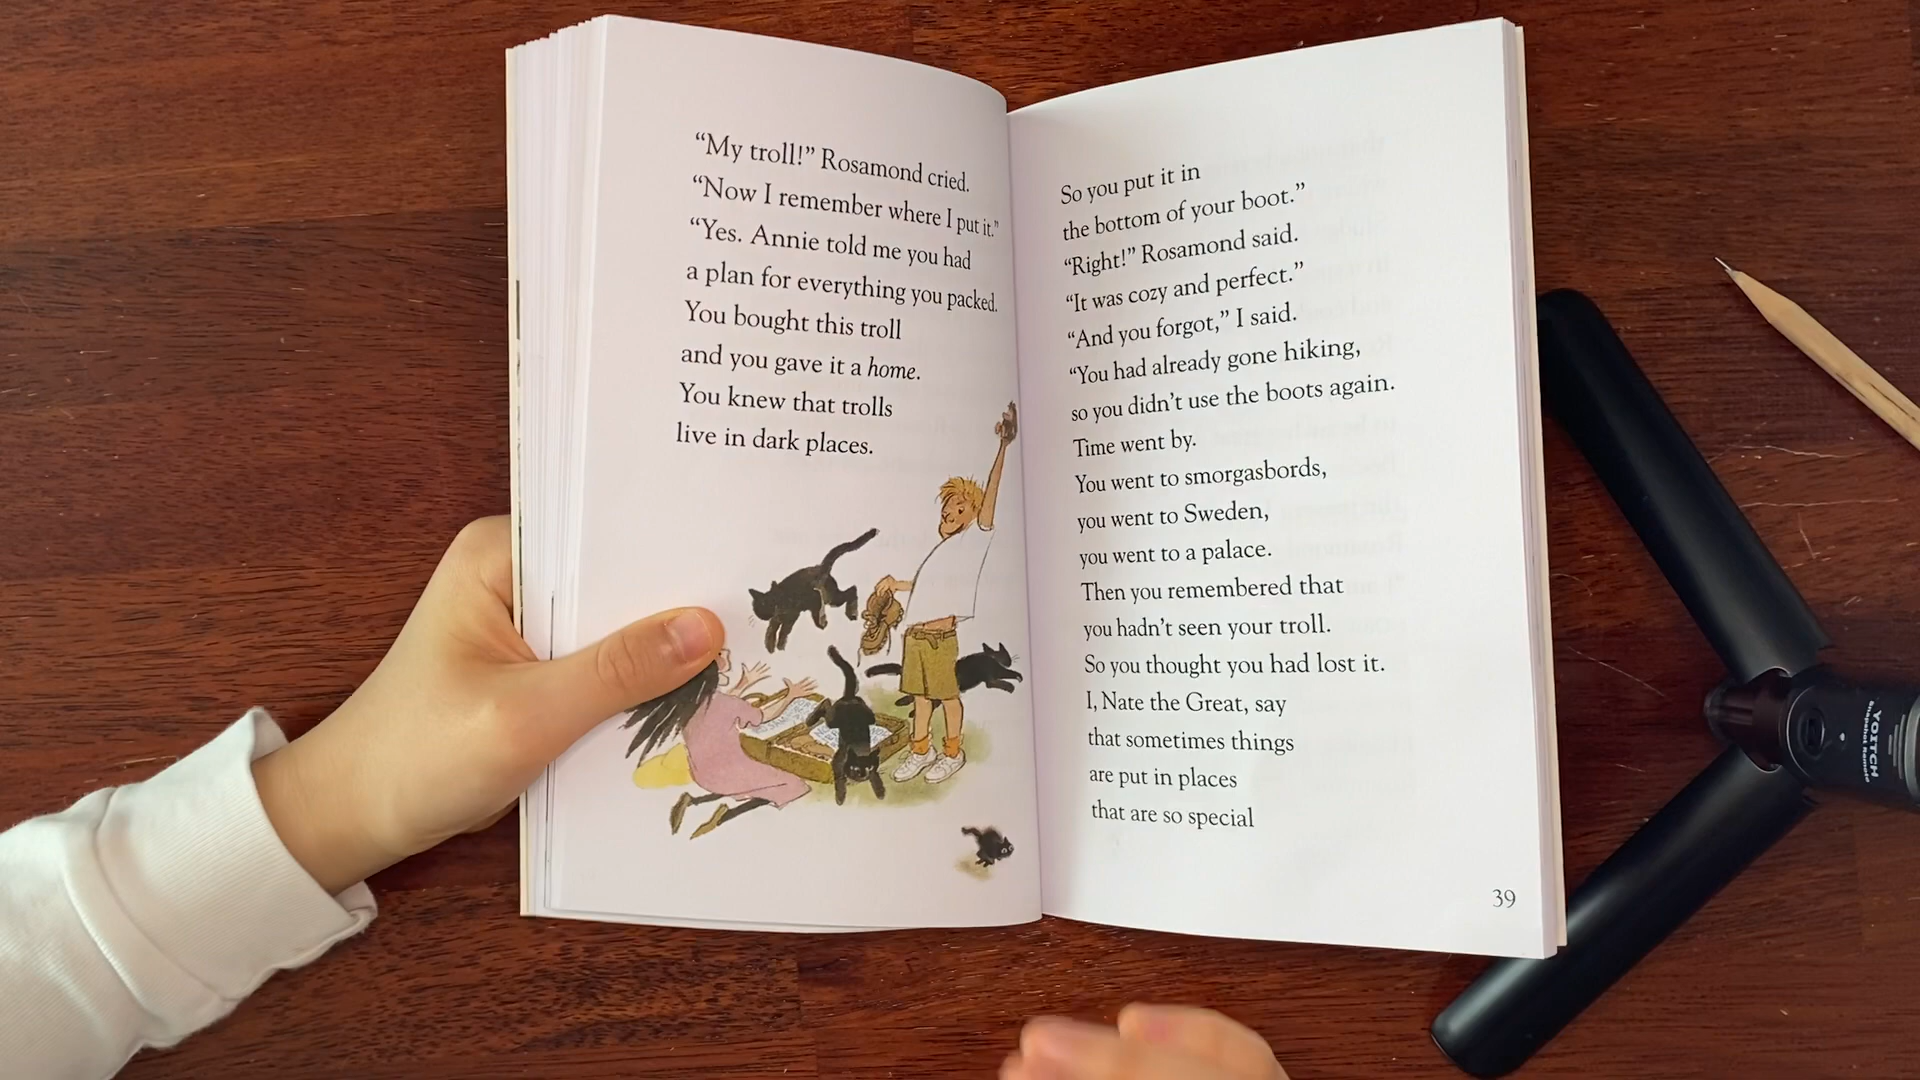 “My troll!” Rosamond cried.
“Now I remember where I put it.”
“Yes. Annie told me you had
a plan for everything you packed.
You bought this troll
and you gave it a home.
You knew that trolls
live in dark places.
So you put it in
the bottom of your boot.”
“Right!” Rosamond said.
“It was cozy and perfect.”
“And you forgot,” I said.
“You had already gone hiking,
so you didn’t use the boots again.
Time went by.
You went to smorgasbords,
you went to Sweden,
you went to a palace.
Then you remembered that
you hadn’t seen your troll.
So you thought you had lost it.
I, Nate the Great, say
that sometimes things
are put in places
that are so special
39
YOITCH
Snapshot Remote